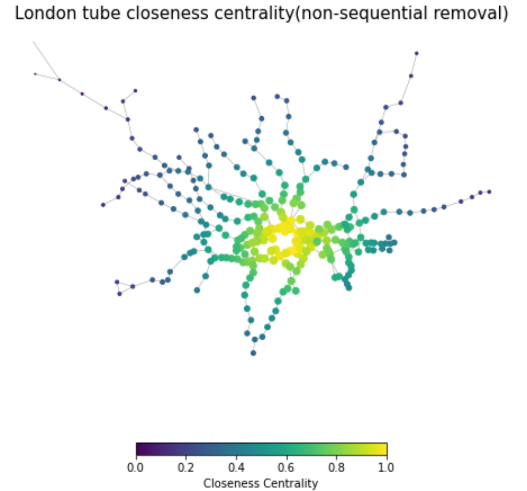 London tube closeness centrality(non-sequential removal)
0.0 0.2 0.4 0.6 0.8 1.0
Closeness Centrality